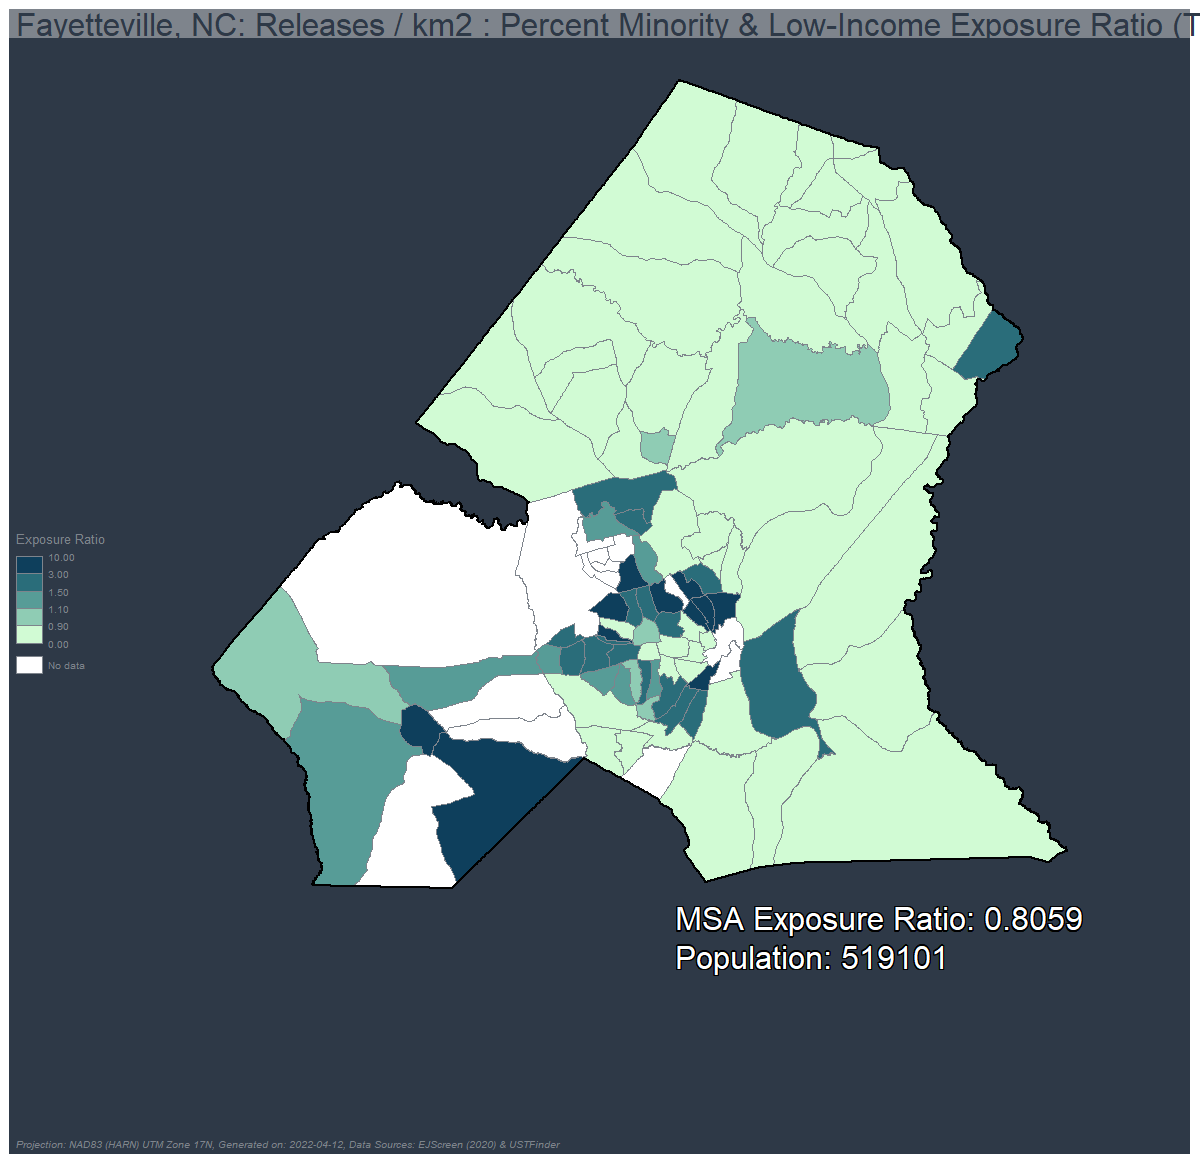 Fayetteville, NC: Releases / km2 : Percent Minority & Low-Income Exposure Ratio (T
Exposure Ratio
10.00
3.00
1.50
1.10
0.90
0.00
No data
MSA Exposure Ratio: 0.8059
Population: 519101
Projection: NAD83 (HARN) UTM Zone 17N, Generated on: 2022-04-12, Data Sources: EJScreen (2020) & USTFinder